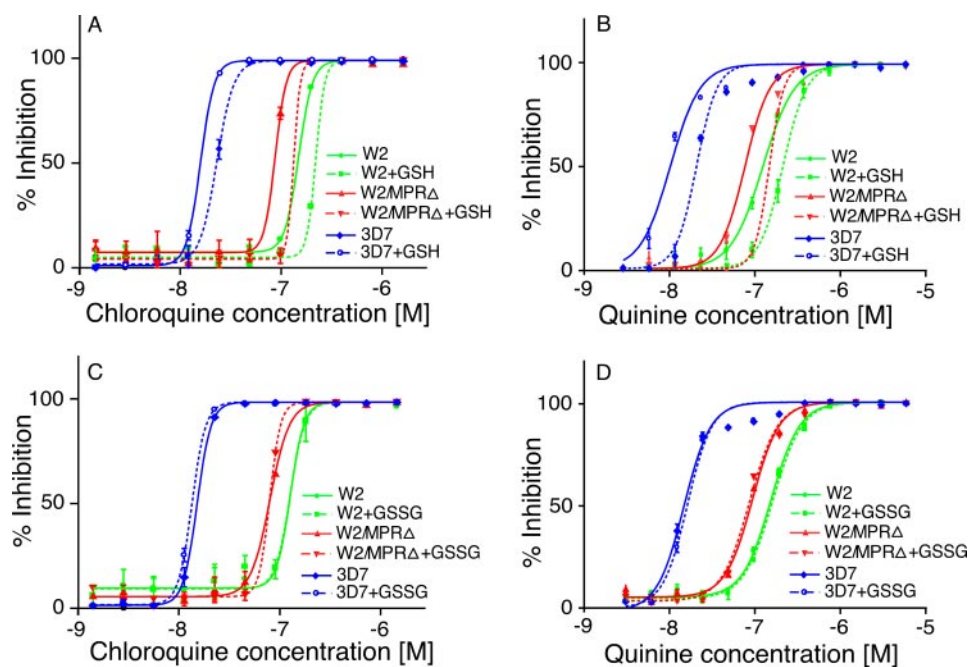 A
% Inhibition
100
50
0
W2
W2+GSH
W2/MPRΔ
W2/MPRΔ+GSH
3D7
3D7+GSH
-9
-8
-7
-6
Chloroquine concentration [M]
B
% Inhibition
100
50
0
W2
W2+GSH
W2/MPRΔ
W2/MPRΔ+GSH
3D7
3D7+GSH
-9
-8
-7
-6
-5
Quinine concentration [M]
C
% Inhibition
100
50
0
W2
W2+GSSG
W2/MPRΔ
W2/MPRΔ+GSSG
3D7
3D7+GSSG
-9
-8
-7
-6
Chloroquine concentration [M]
D
% Inhibition
100
50
0
W2
W2+GSSG
W2/MPRΔ
W2/MPRΔ+GSSG
3D7
3D7+GSSG
-9
-8
-7
-6
-5
Quinine concentration [M]